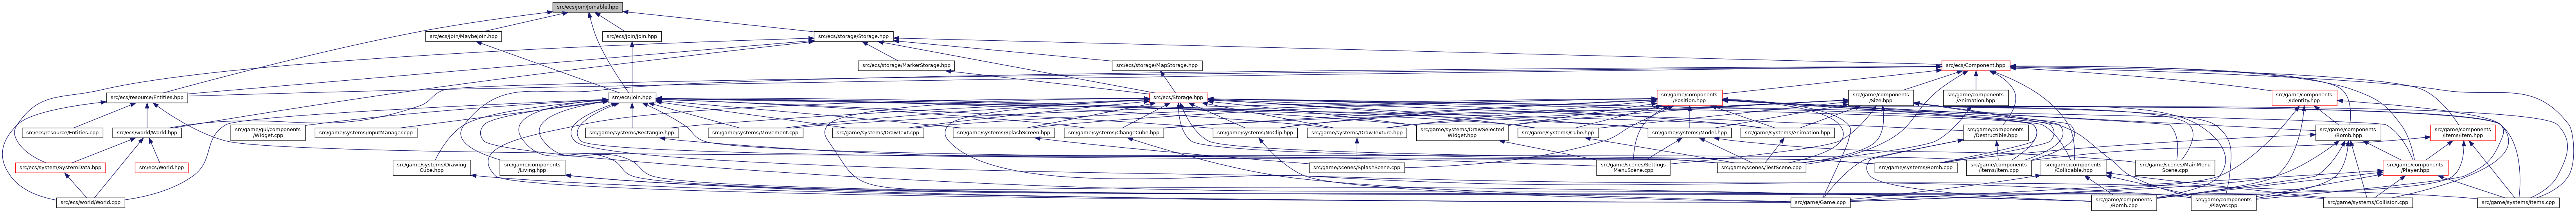 src/ecs/join/Joinable.hpp
src/ecs/join/MaybeJoin.hpp
src/ecs/join/Join.hpp
src/ecs/storage/Storage.hpp
src/ecs/storage/MarkerStorage.hpp
src/ecs/storage/MapStorage.hpp
src/ecs/Component.hpp
src/ecs/resource/Entities.hpp
src/ecs/join.hpp
src/ecs/Storage.hpp
src/game/components
/Position.hpp
src/game/components
/Size.hpp
src/game/components
/Animation.hpp
src/game/components
/Identity.hpp
src/ecs/resource/Entities.cpp
src/ecs/world/World.hpp
src/game/gui/components
/Widget.cpp
src/game/systems/InputManager.cpp
src/game/systems/Rectangle.hpp
src/game/systems/Movement.cpp
src/game/systems/DrawText.cpp
src/game/systems/SplashScreen.hpp
src/game/systems/ChangeCube.hpp
src/game/systems/NoClip.hpp
src/game/systems/DrawTexture.hpp
src/game/systems/DrawSelected
Widget.hpp
src/game/systems/Cube.hpp
src/game/systems/Model.hpp
src/game/systems/Animation.hpp
src/game/components
/Destructible.hpp
src/game/components
/Bomb.hpp
src/game/components
/items/Item.hpp
src/ecs/system/SystemData.hpp
src/ecs/World.hpp
src/game/systems/Drawing
Cube.hpp
src/game/components
/Living.hpp
src/game/scenes/SplashScene.cpp
src/game/scenes/Settings
MenuScene.cpp
src/game/scenes/TestScene.cpp
src/game/systems/Bomb.cpp
src/game/components
/items/Item.cpp
src/game/components
/Collidable.hpp
src/game/scenes/MainMenu
Scene.cpp
src/game/components
/Player.hpp
src/ecs/world/World.cpp
src/game/Game.cpp
src/game/components
/Bomb.cpp
src/game/components
/Player.cpp
src/game/systems/Collision.cpp
src/game/systems/Items.cpp